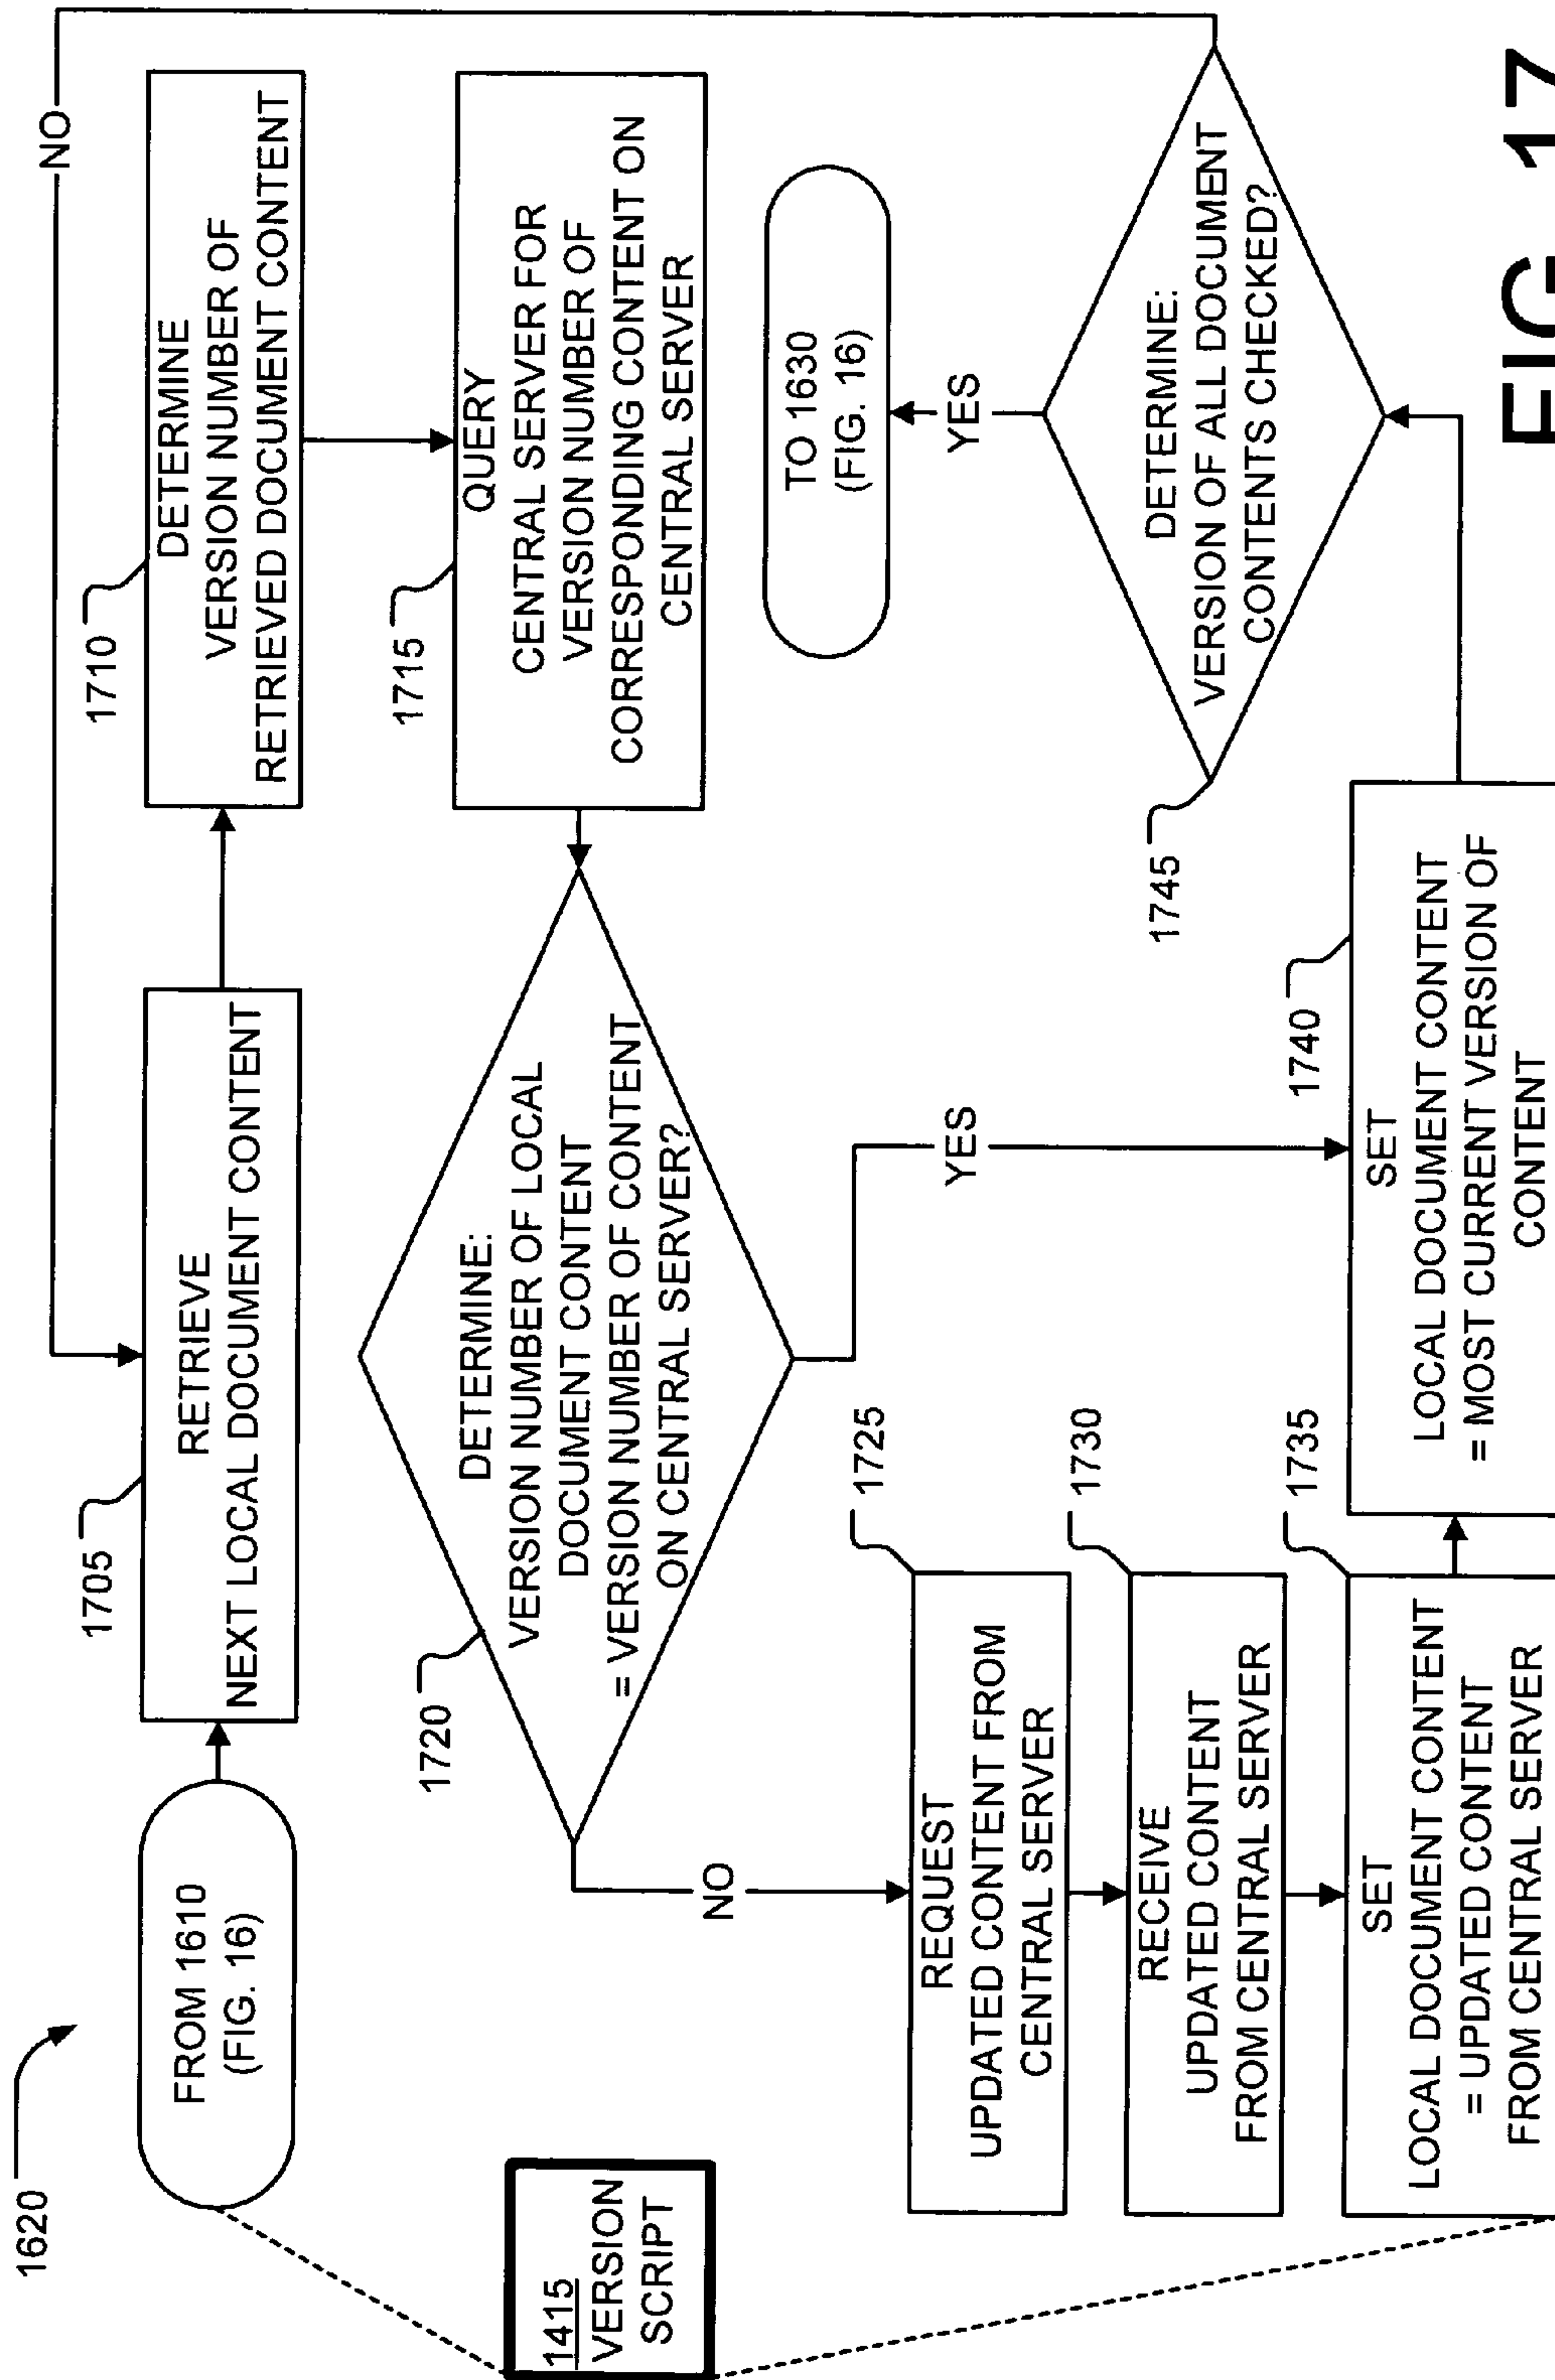 1620
FROM 1610
(FIG. 16)
1415
VERSION
SCRIPT
1705
RETRIEVE
NEXT LOCAL DOCUMENT CONTENT
1710
DETERMINE
VERSION NUMBER OF
RETRIEVED DOCUMENT CONTENT
NO
1715
QUERY
CENTRAL SERVER FOR
VERSION NUMBER OF
CORRESPONDING CONTENT ON
CENTRAL SERVER
1720
DETERMINE:
VERSION NUMBER OF LOCAL
DOCUMENT CONTENT
= VERSION NUMBER OF CONTENT
ON CENTRAL SERVER?
NO
YES
1725
REQUEST
UPDATED CONTENT FROM
CENTRAL SERVER
1730
RECEIVE
UPDATED CONTENT
FROM CENTRAL SERVER
1735
SET
LOCAL DOCUMENT CONTENT
= UPDATED CONTENT
FROM CENTRAL SERVER
1740
SET
LOCAL DOCUMENT CONTENT
= MOST CURRENT VERSION OF
CONTENT
1745
DETERMINE:
VERSION OF ALL DOCUMENT
CONTENTS CHECKED?
YES
TO 1630
(FIG. 16)
FIG. 17